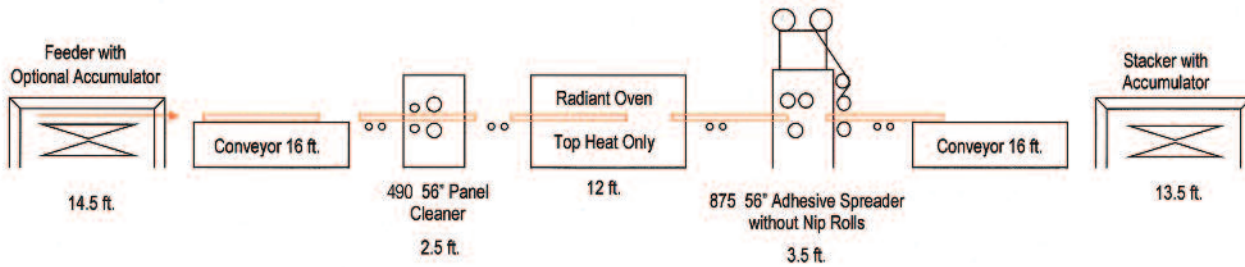 Feeder with
Optional Accumulator
14.5 ft.
Conveyor 16 ft.
490 56" Panel
Cleaner
2.5 ft.
Radiant Oven
Top Heat Only
12 ft.
875 56" Adhesive Spreader
without Nip Rolls
3.5 ft.
Conveyor 16 ft.
Stacker with
Accumulator
13.5 ft.